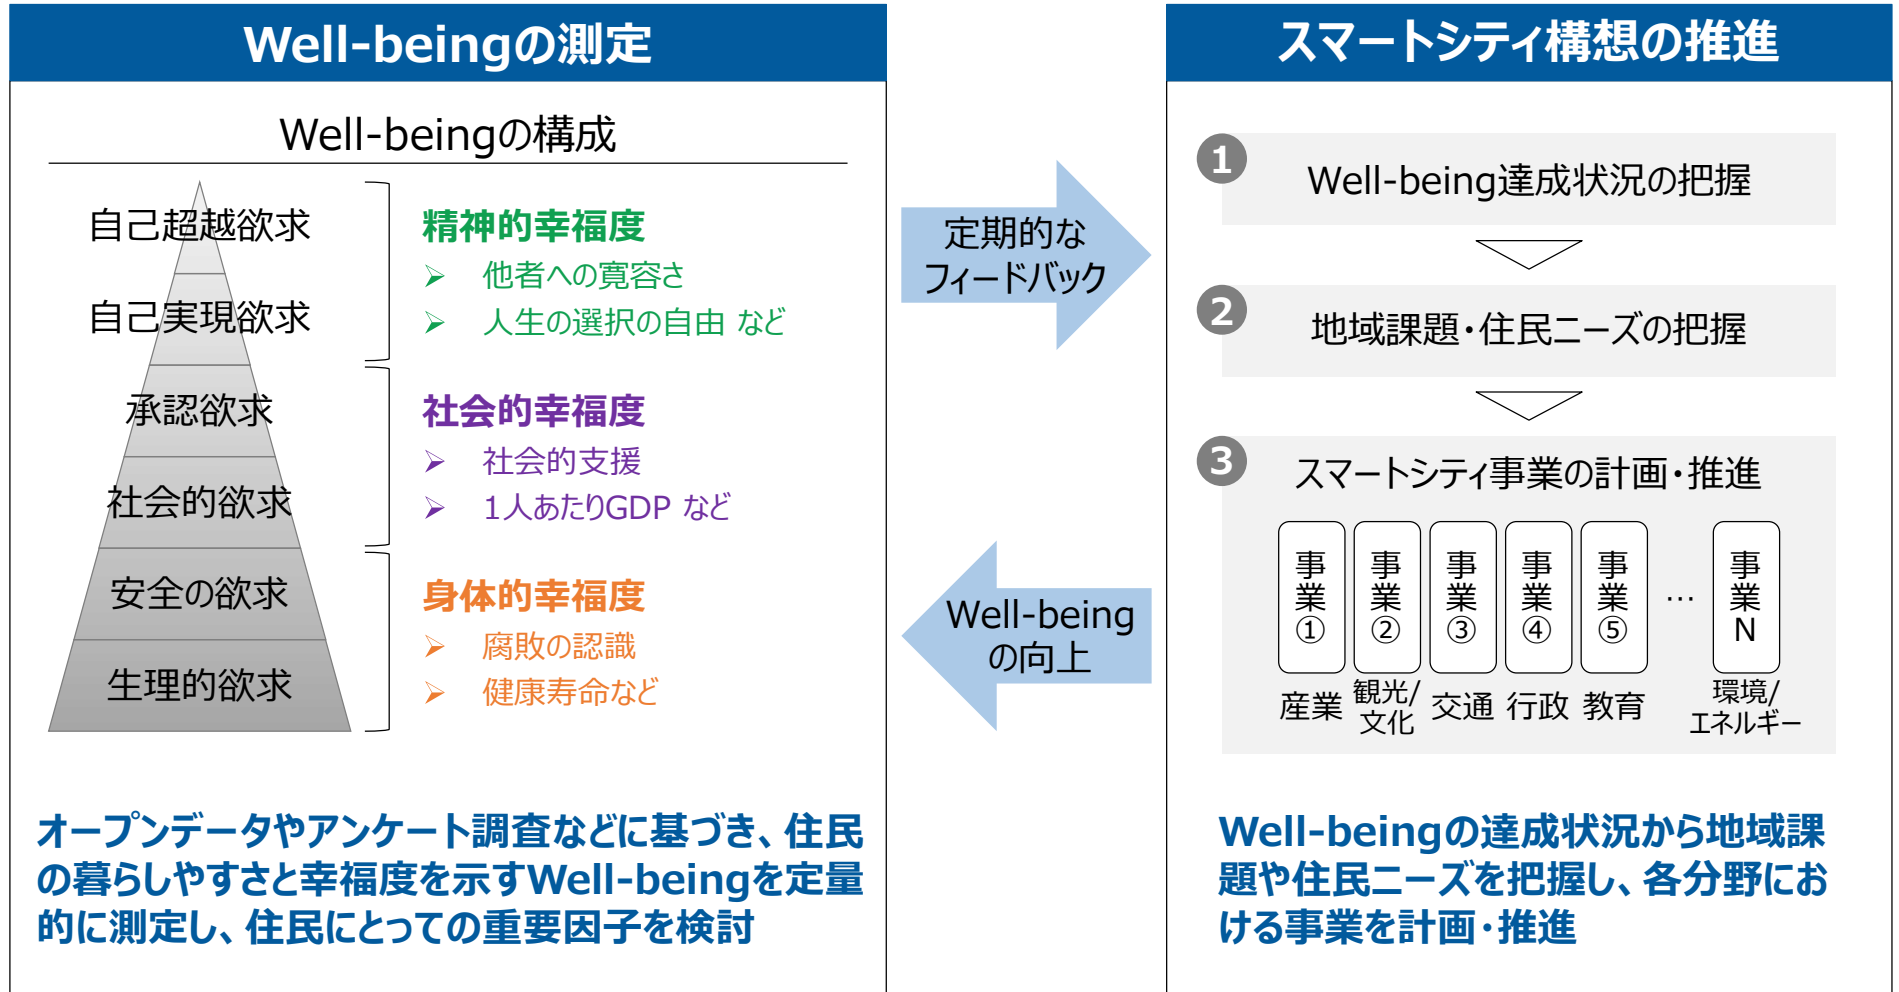 Well-beingの測定
Well-beingの構成
自己超越欲求
自己実現欲求
承認欲求
社会的欲求
安全の欲求
生理的欲求
精神的幸福度
➢ 他者への寛容さ
➢ 人生の選択の自由 など
社会的幸福度
➢ 社会的支援
➢ 1人あたりGDP など
身体的幸福度
➢ 腐敗の認識
➢ 健康寿命など
オープンデータやアンケート調査などに基づき、住民
の暮らしやすさと幸福度を示すWell-beingを定量
的に測定し、住民にとっての重要因子を検討
定期的な
フィードバック
Well-being
の向上
スマートシティ構想の推進
1
Well-being達成状況の把握
2
地域課題・住民ニーズの把握
3
スマートシティ事業の計画・推進
事業①
事業②
事業③
事業④
事業⑤
…
事業N
産業
観光/
文化
交通
行政
教育
環境/
エネルギー
Well-beingの達成状況から地域課
題や住民ニーズを把握し、各分野にお
ける事業を計画・推進